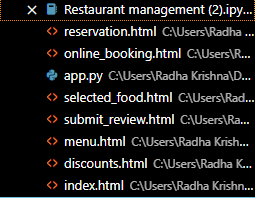 Restaurant management (2).ipy...
reservation.html C:\Users\Radha
online_booking.html C:\Users\Ra
app.py C:\Users\Radha Krishna\D...
selected_food.html C:\Users\Rad
submit_review.html C:\Users\Rad
menu.html C:\Users\Radha Krish...
discounts.html C:\Users\Radha K
index.html C:\Users\Radha Krishn